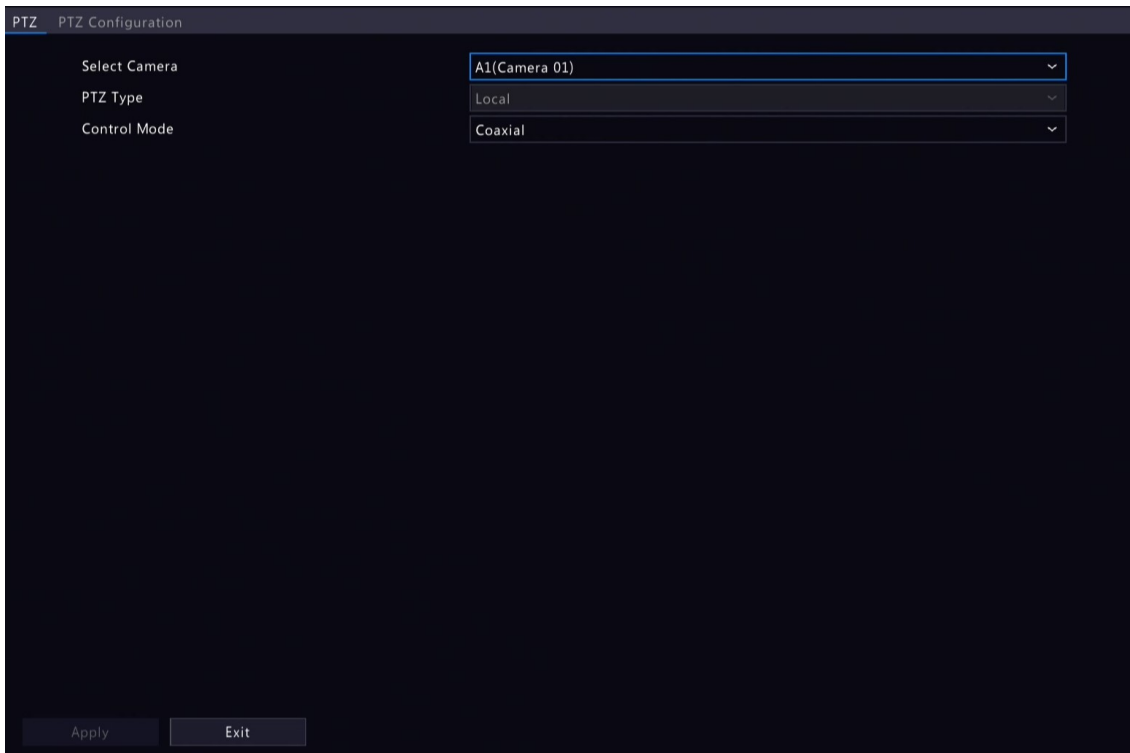 PTZ PTZ Configuration
Select Camera A1(Camera 01)
PTZ Type Local
Control Mode Coaxial
Apply Exit